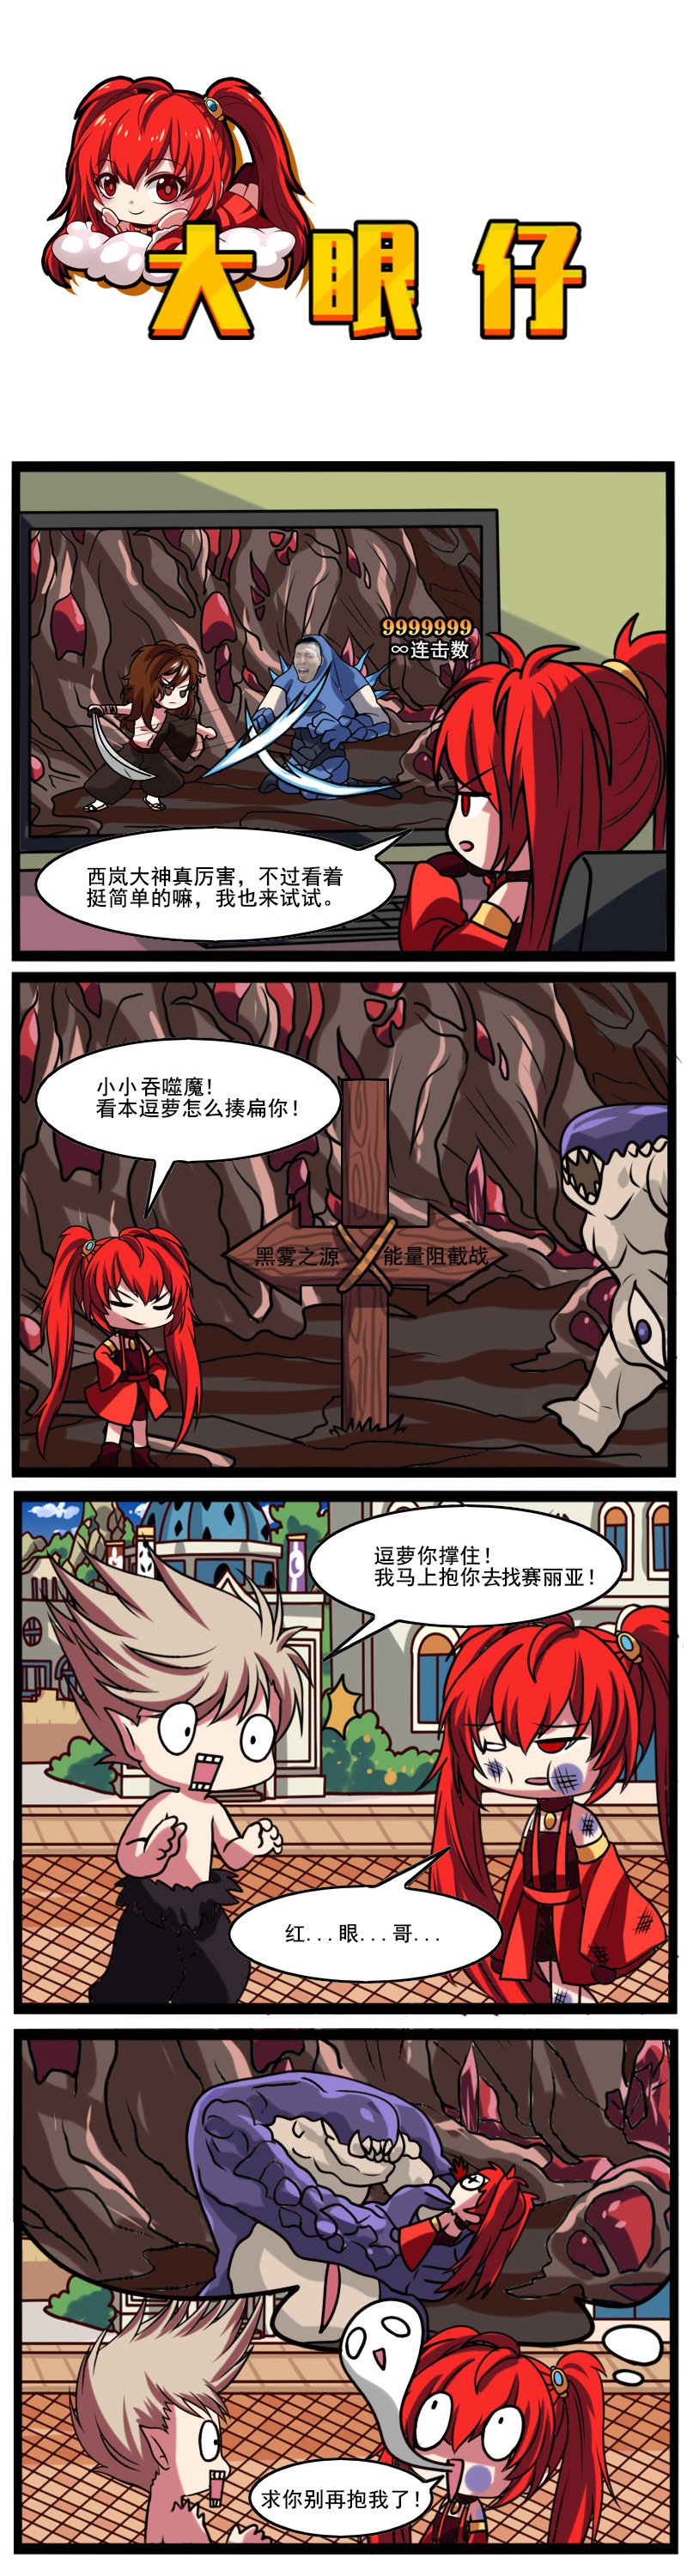 大眼仔
9999999
∞连击数
西岚大神真厉害，不过看着
挺简单的嘛，我也来试试。
小小吞噬魔！
看本逗萝怎么揍扁你！
黑雾之源
能量阻截战
逗萝你撑住！
我马上抱你去找赛丽亚！
红...眼...哥...
求你别再抱我了！